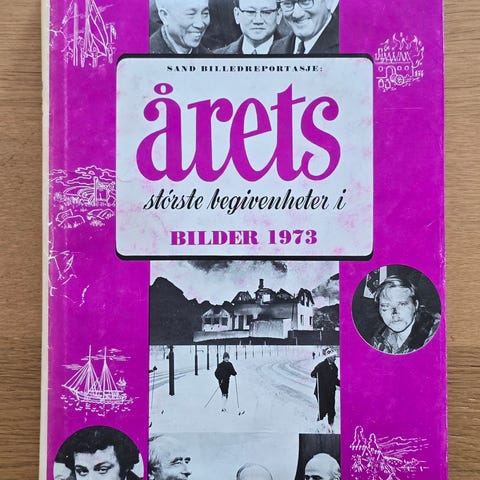 SAND BILLEDREPORTASJE:
årets
største begivenheter i
BILDER 1973